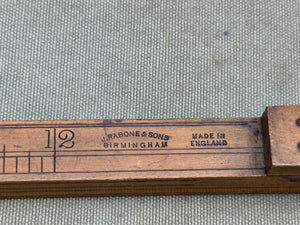 12
J. RABONE & SONS
BIRMINGHAM
MADE IN
ENGLAND